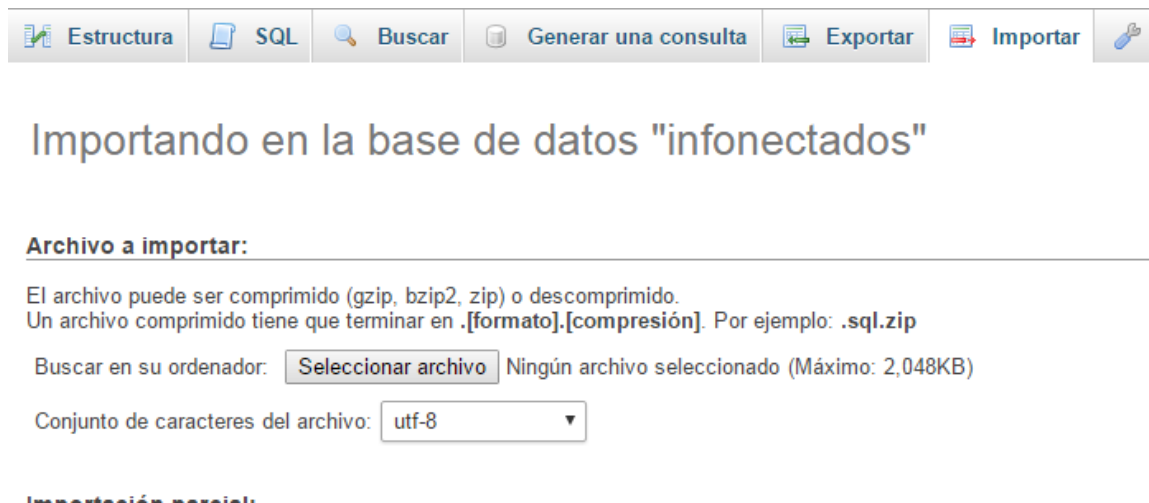 Estructura SQL Buscar Generar una consulta Exportar Importar
Importando en la base de datos "infonectados"
Archivo a importar:
El archivo puede ser comprimido (gzip, bzip2, zip) o descomprimido.
Un archivo comprimido tiene que terminar en .[formato].[compresión]. Por ejemplo: .sql.zip
Buscar en su ordenador: Seleccionar archivo Ningún archivo seleccionado (Máximo: 2,048KB)
Conjunto de caracteres del archivo: utf-8
Importación parcial: